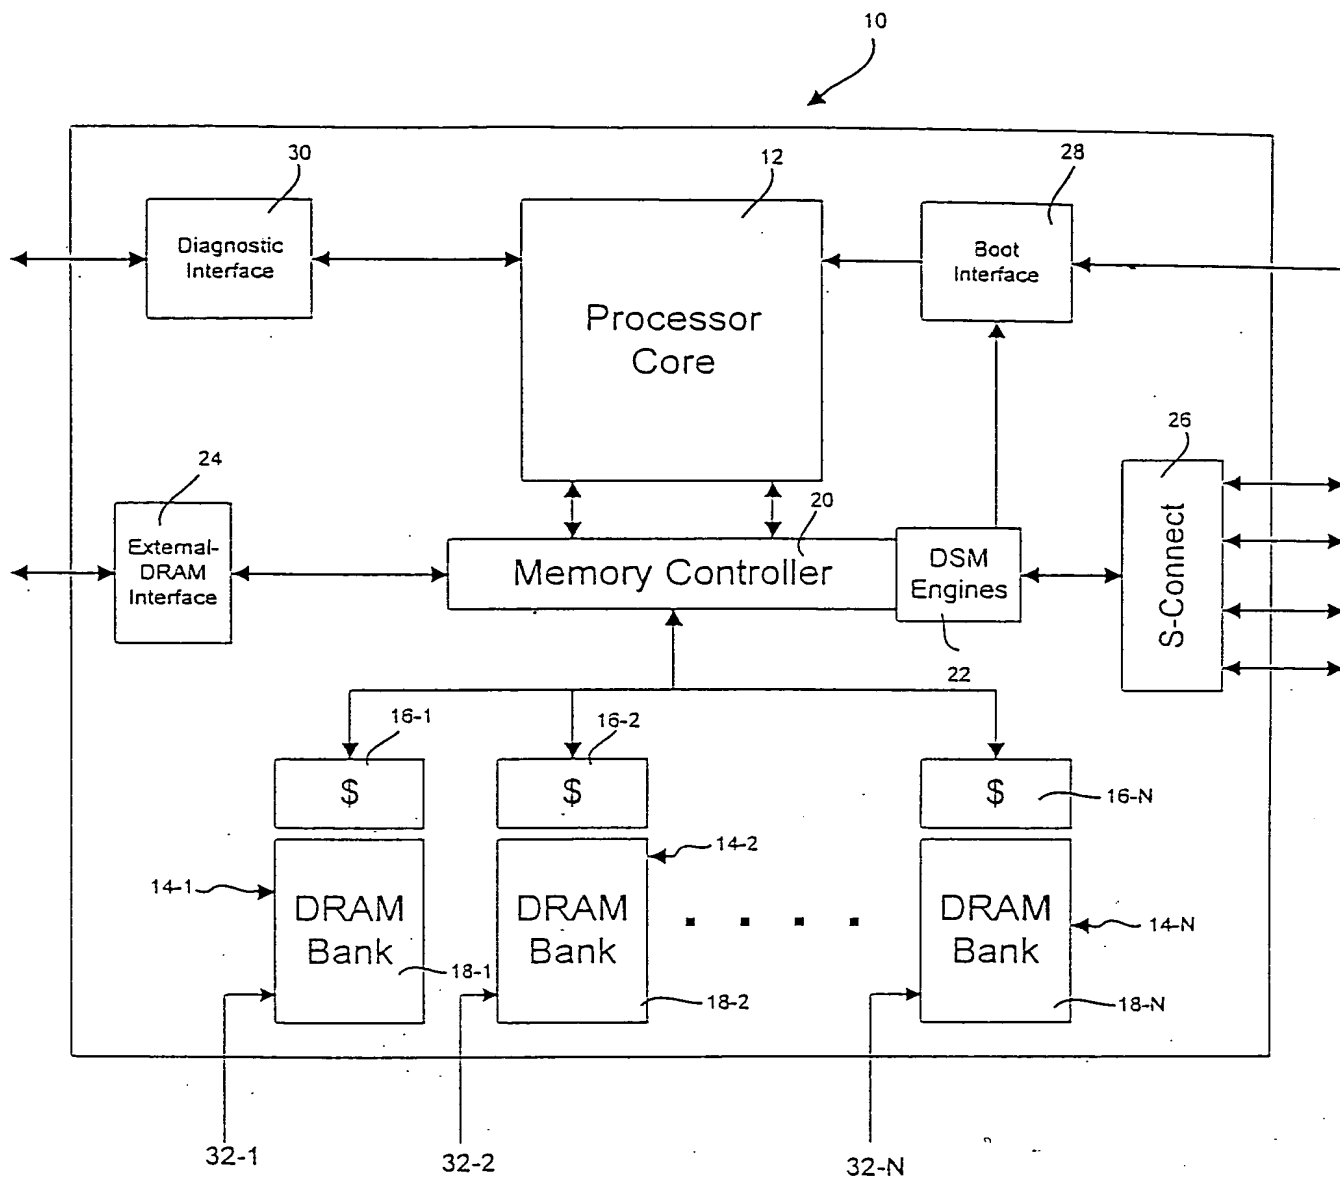 10
30
12
28
Diagnostic
Interface
Boot
Interface
Processor
Core
26
24
20
External-
DRAM
Interface
Memory Controller
DSM
Engines
S-Connect
22
16-1
16-2
$
$
$
16-N
14-2
14-1
DRAM
Bank
DRAM
Bank
DRAM
Bank
14-N
18-1
18-2
18-N
32-1
32-2
32-N